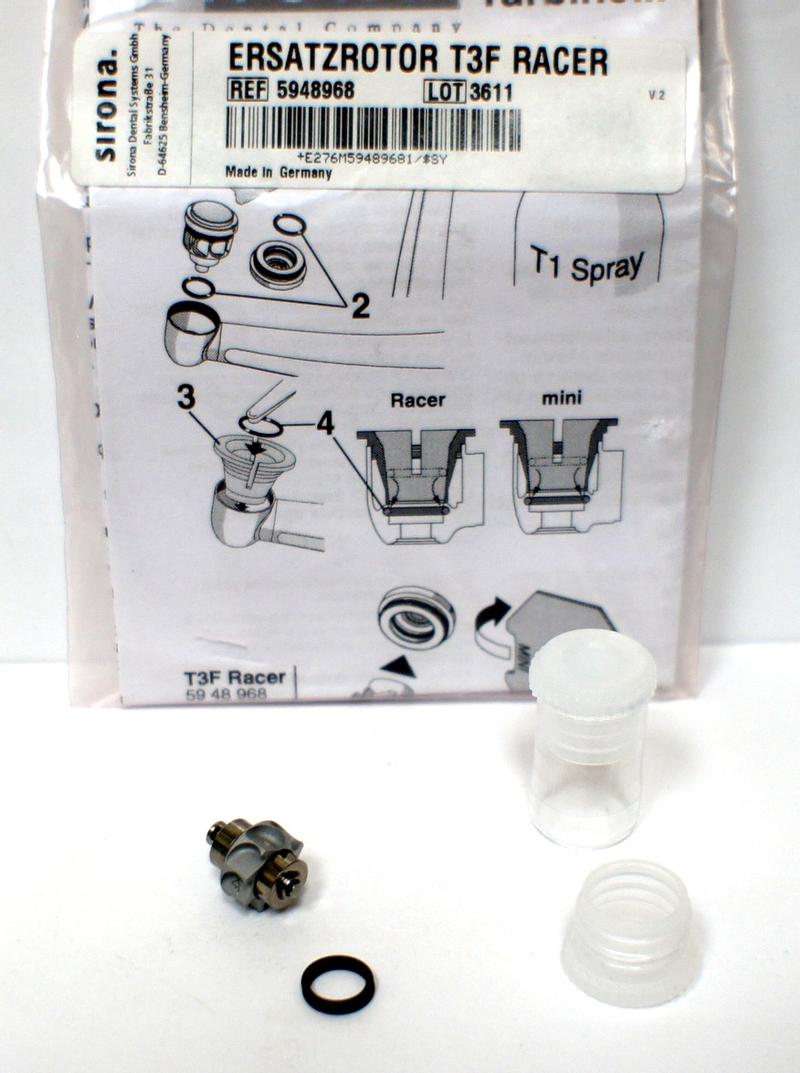 The Dental Company
sirona.
Sirona Dental Systems GmbH
Fabrikstraße 31
D-64625 Bensheim-Germany
ERSATZROTOR T3F RACER
REF 5948968 LOT 3611
V.2
+E276M59489681/$8Y
Made in Germany
T1 Spray
2
3
4
Racer
mini
MINI
T3F Racer
59 48 968